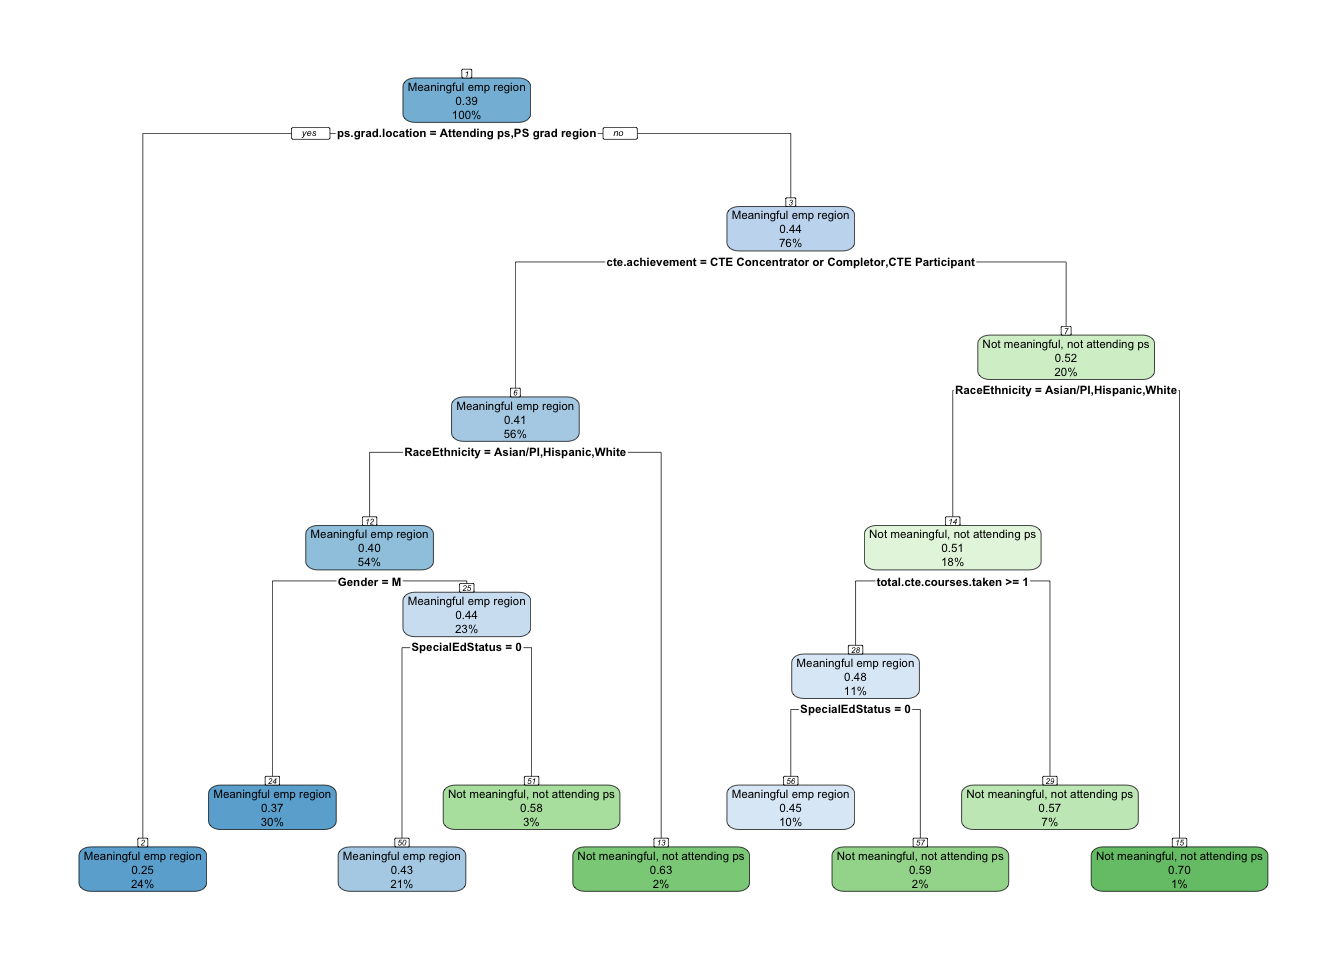 1
Meaningful emp region
0.39
100%
yes
ps.grad.location = Attending ps,PS grad region
no
3
Meaningful emp region
0.44
76%
cte.achievement = CTE Concentrator or Completor,CTE Participant
7
Not meaningful, not attending ps
0.52
20%
RaceEthnicity = Asian/PI,Hispanic,White
6
Meaningful emp region
0.41
56%
RaceEthnicity = Asian/PI,Hispanic,White
12
Meaningful emp region
0.40
54%
Gender = M
14
Not meaningful, not attending ps
0.51
18%
total.cte.courses.taken >= 1
25
Meaningful emp region
0.44
23%
SpecialEdStatus = 0
28
Meaningful emp region
0.48
11%
SpecialEdStatus = 0
24
Meaningful emp region
0.37
30%
51
Not meaningful, not attending ps
0.58
3%
56
Meaningful emp region
0.45
10%
29
Not meaningful, not attending ps
0.57
7%
2
Meaningful emp region
0.25
24%
50
Meaningful emp region
0.43
21%
13
Not meaningful, not attending ps
0.63
2%
57
Not meaningful, not attending ps
0.59
2%
15
Not meaningful, not attending ps
0.70
1%